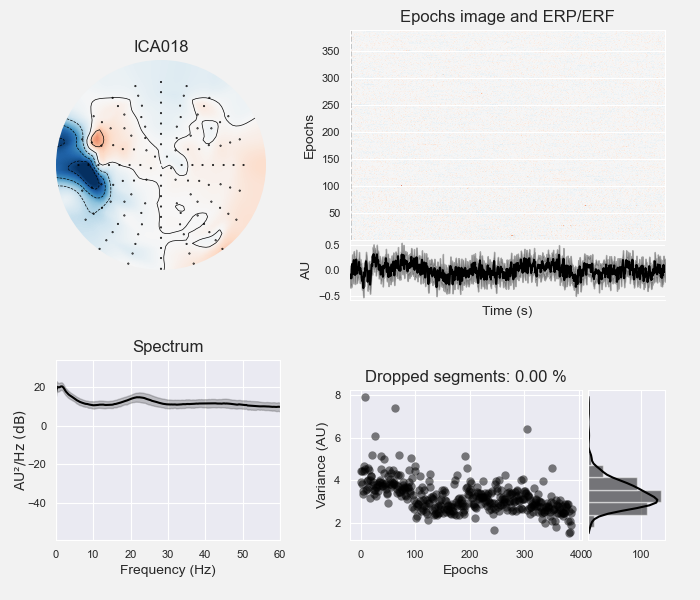 ICA018
Epochs image and ERP/ERF
Epochs
350
300
250
200
150
100
50
AU
0.5
0.0
−0.5
Time (s)
Spectrum
AU²/Hz (dB)
20
0
−20
−40
0 10 20 30 40 50 60
Frequency (Hz)
Dropped segments: 0.00 %
Variance (AU)
8
6
4
2
0 100 200 300 400
Epochs
0 100